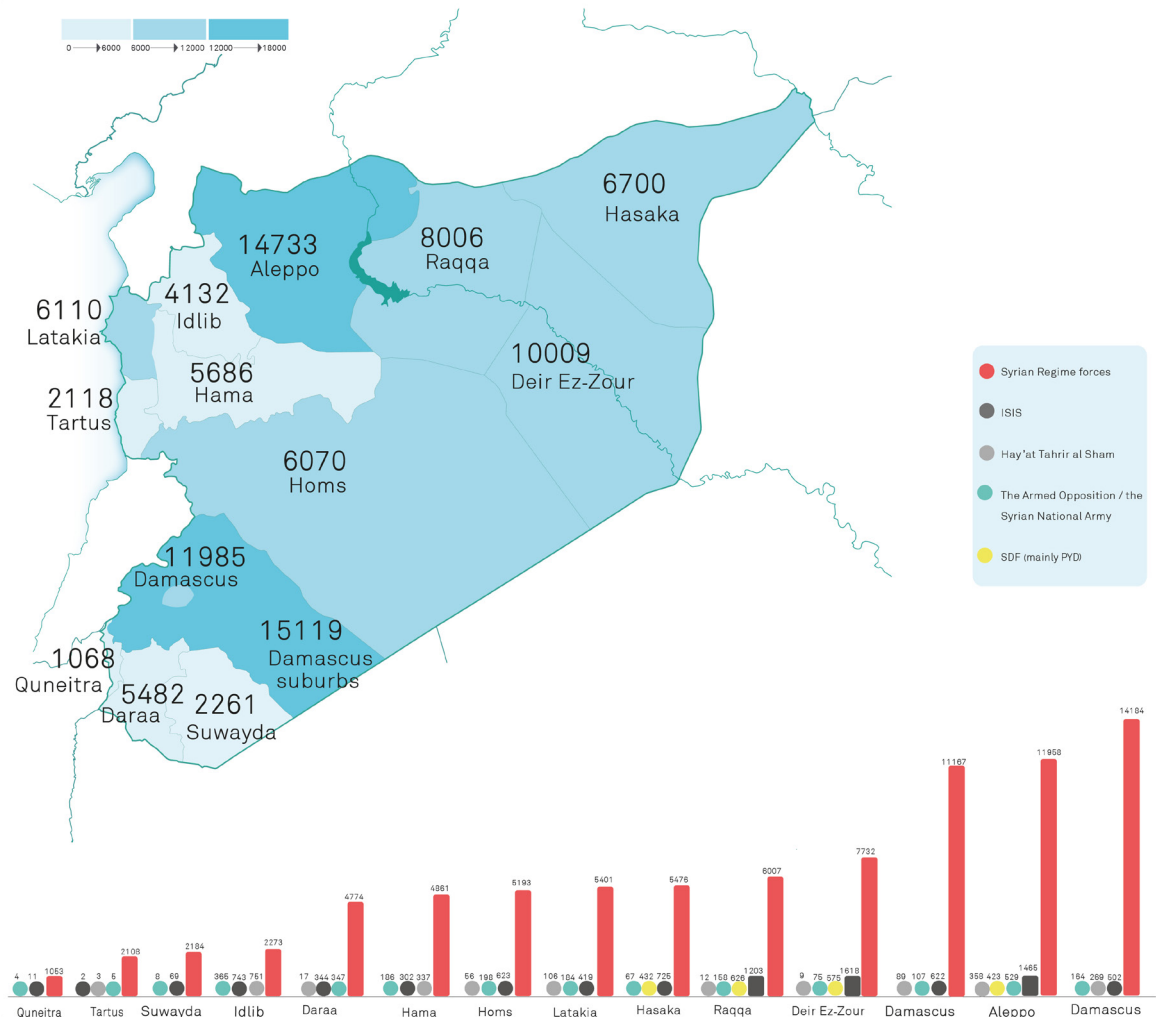 0 6000 6000 12000 12000 18000
6700
Hasaka
14733
Aleppo
8006
Raqqa
4132
Idlib
6110
Latakia
10009
Deir Ez-Zour
5686
Hama
2118
Tartus
6070
Homs
11985
Damascus
15119
Damascus
suburbs
1068
Quneitra
5482
Daraa
2261
Suwayda
Syrian Regime forces
ISIS
Hay'at Tahrir al Sham
The Armed Opposition / the
Syrian National Army
SDF (mainly PYD)
4 11 1053
2 3 5 2108
8 69 2184
365 743 751 2273
17 344 347 4774
186 302 337 4861
56 198 623 5193
106 184 419 5401
67 432 725 5476
12 158 626 1203 6007
9 75 575 1618 7732
89 107 622 11167
358 423 529 1465 11958
164 269 502 14184
Quneitra Tartus Suwayda Idlib Daraa Hama Homs Latakia Hasaka Raqqa Deir Ez-Zour Damascus Aleppo Damascus